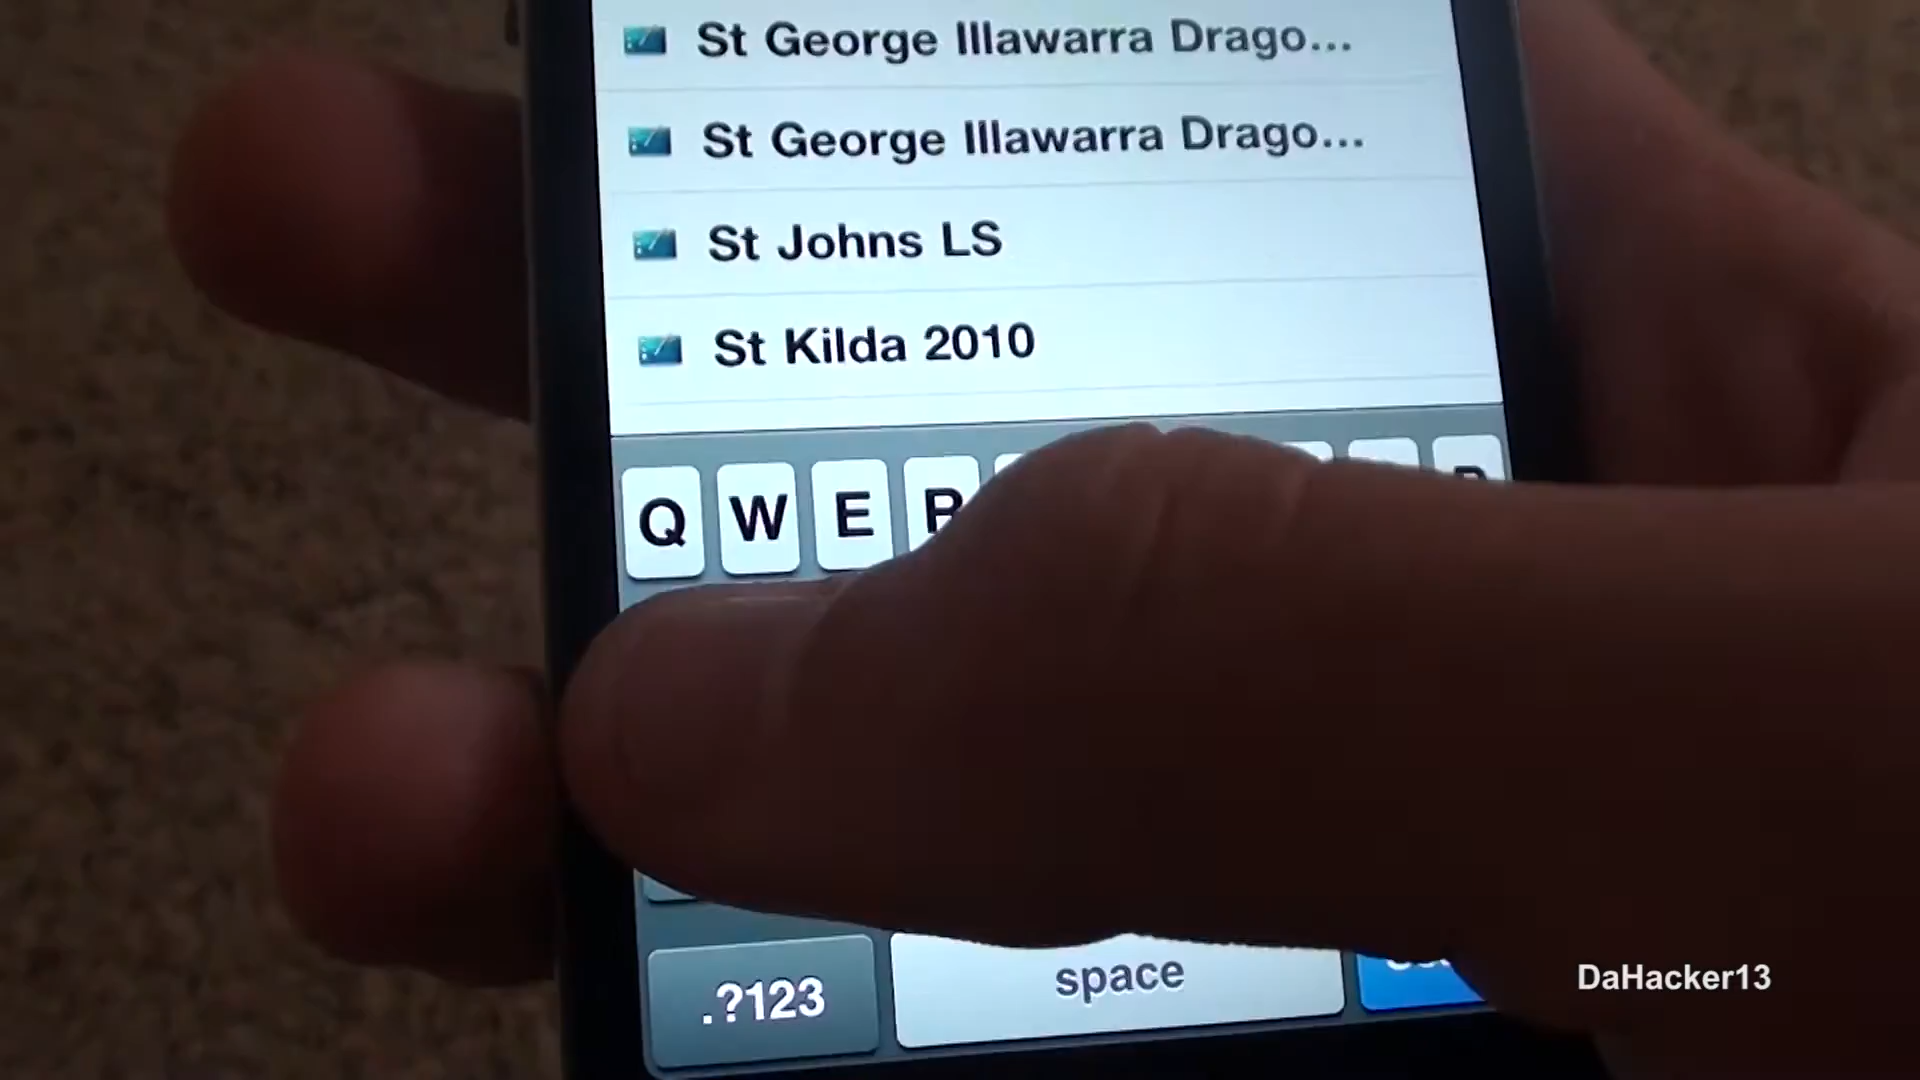 St George Illawarra Drago...
St George Illawarra Drago...
St Johns LS
St Kilda 2010
Q W E R
.?123 space
DaHacker13